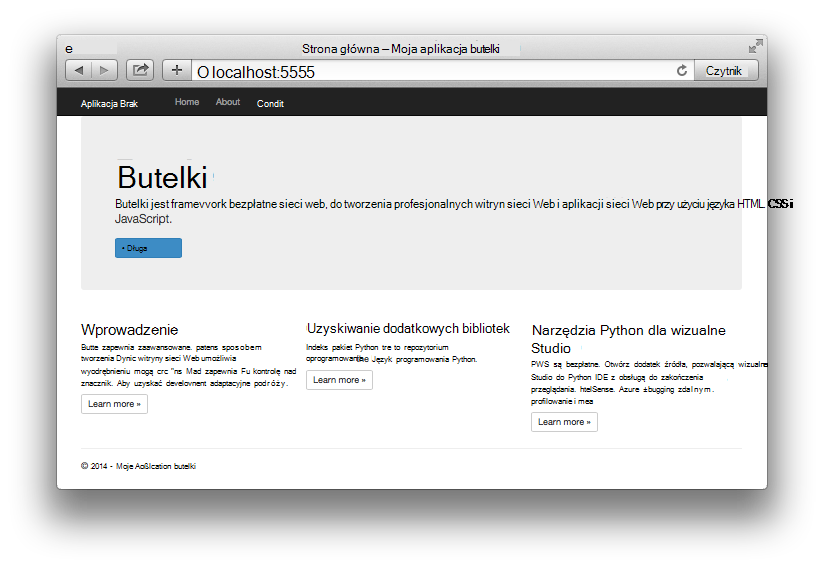 e
Strona główna – Moja aplikacja butelki
O localhost:5555
Czytnik
Aplikacja Brak Home About Condit
Butelki
Butelki jest framevvork bezpłatne sieci web, do tworzenia profesjonalnych witryn sieci Web i aplikacji sieci Web przy użyciu języka HTML CSS i
JavaScript.
• Długa
Wprowadzenie
Butte zapewnia zaawansowane. patens sposobem
tworzenia Dynic witryny sieci Web umożliwia
wyodrębnieniu mogą crc "ns Mad zapewnia Fu kontrolę nad
znacznik. Aby uzyskać develovnent adaptacyjne podróży.
Learn more »
Uzyskiwanie dodatkowych bibliotek
Indeks pakiet Python tre to repozytorium
oprogramowania Język programowania Python.
Learn more »
Narzędzia Python dla wizualne
Studio
PWS są bezpłatne. Otwórz dodatek źródła, pozwalającą wizualne
Studio do Python IDE z obsługą do zakończenia
przeglądania. htelSense. Azure ±bugging zdalnym.
profilowanie i mea
Learn more »
© 2014 - Moje Aoßlcation butelki